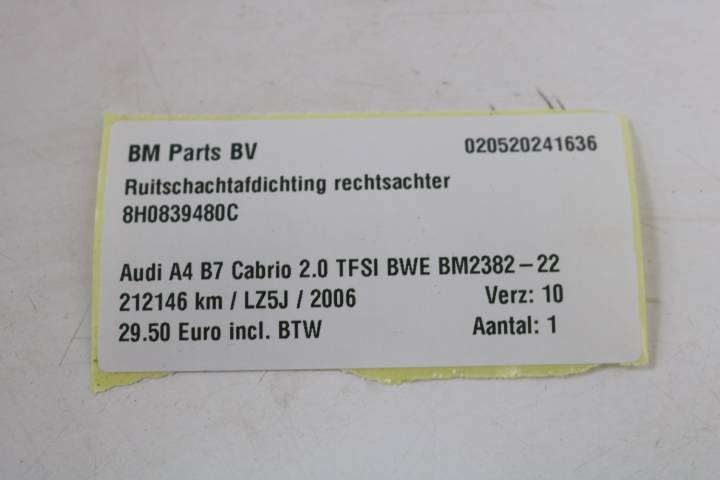 BM Parts BV 020520241636
Ruitschachtafdichting rechtsachter
8H0839480C
Audi A4 B7 Cabrio 2.0 TFSI BWE BM2382-22
212146 km / LZ5J / 2006 Verz: 10
29.50 Euro incl. BTW Aantal: 1